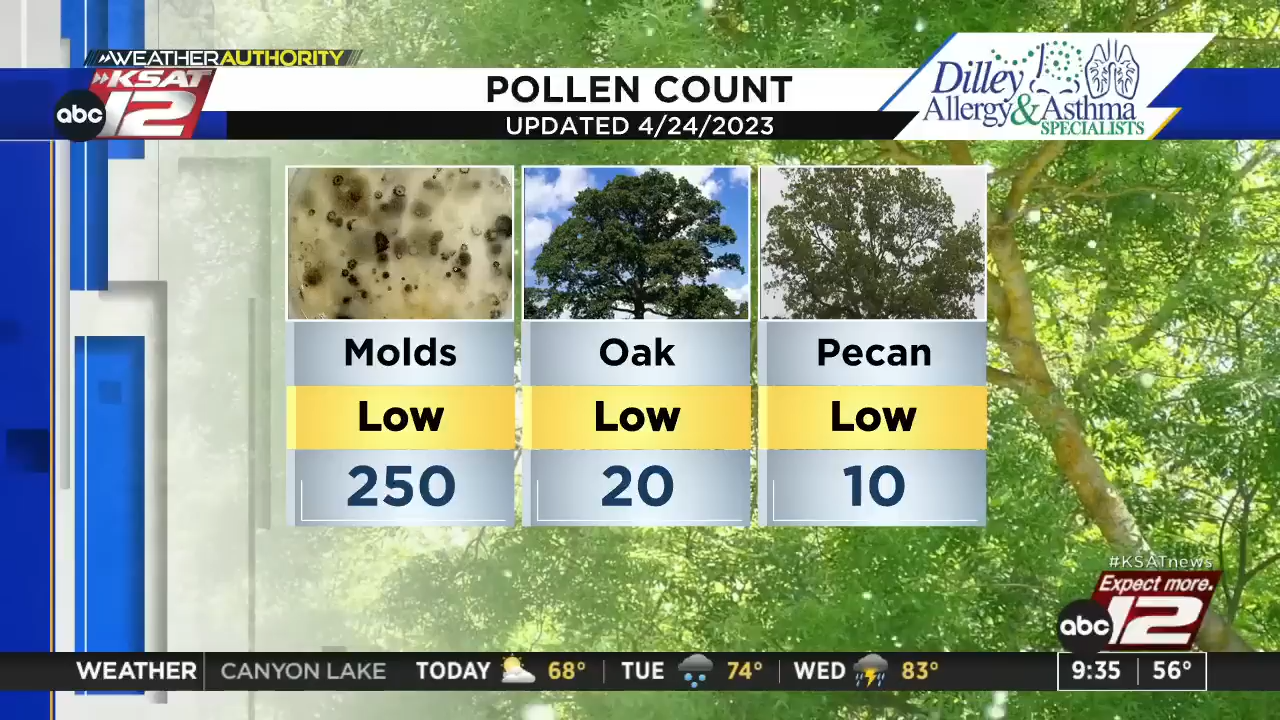 WEATHER AUTHORITY
KSAT
abc 12
POLLEN COUNT
UPDATED 4/24/2023
Dilley
Allergy & Asthma
SPECIALISTS
Molds Oak Pecan
Low Low Low
250 20 10
#KSATnews
Expect more.
abc 12
WEATHER CANYON LAKE TODAY 68° TUE 74° WED 83° 9:35 56°